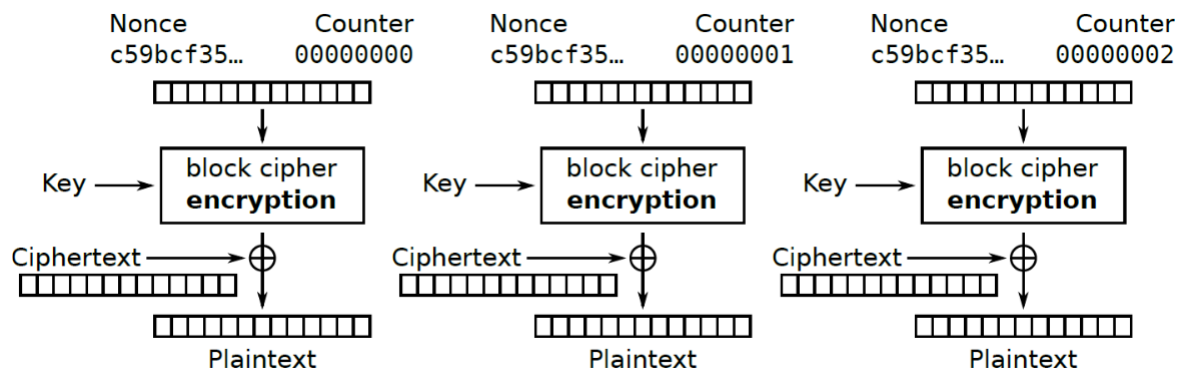 Nonce Counter Nonce Counter Nonce Counter
c59bcf35… 00000000 c59bcf35… 00000001 c59bcf35… 00000002
block cipher block cipher block cipher
Key encryption Key encryption Key encryption
Ciphertext Ciphertext Ciphertext
Plaintext Plaintext Plaintext